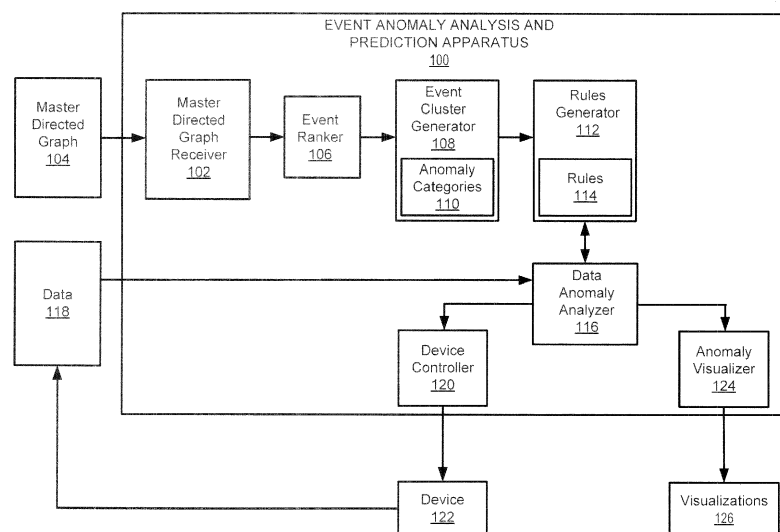 EVENT ANOMALY ANALYSIS AND
PREDICTION APPARATUS
100
Master
Directed
Graph
104
Master
Directed
Graph
Receiver
102
Event
Ranker
106
Event
Cluster
Generator
108
Anomaly
Categories
110
Rules
Generator
112
Rules
114
Data
118
Data
Anomaly
Analyzer
116
Device
Controller
120
Anomaly
Visualizer
124
Device
122
Visualizations
126